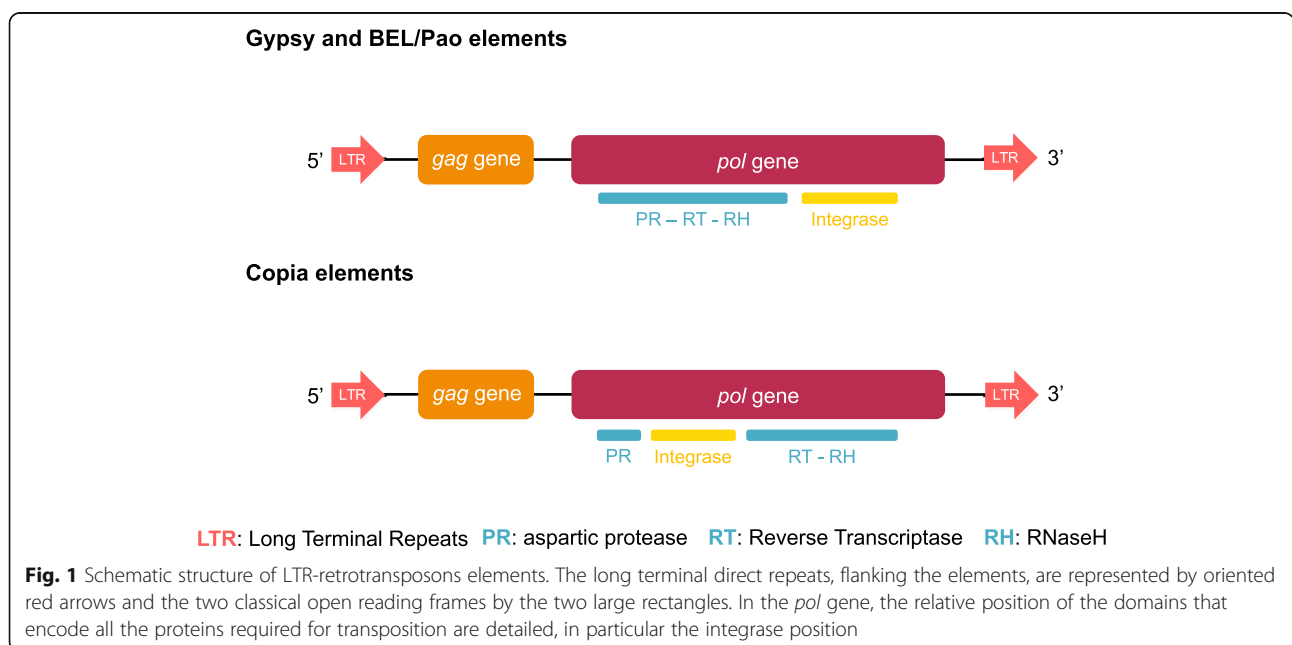 Gypsy and BEL/Pao elements
5’ LTR gag gene pol gene LTR 3’
PR – RT - RH Integrase
Copia elements
5’ LTR gag gene pol gene LTR 3’
PR Integrase RT - RH
LTR: Long Terminal Repeats PR: aspartic protease RT: Reverse Transcriptase RH: RNaseH
Fig. 1 Schematic structure of LTR-retrotransposons elements. The long terminal direct repeats, flanking the elements, are represented by oriented
red arrows and the two classical open reading frames by the two large rectangles. In the pol gene, the relative position of the domains that
encode all the proteins required for transposition are detailed, in particular the integrase position